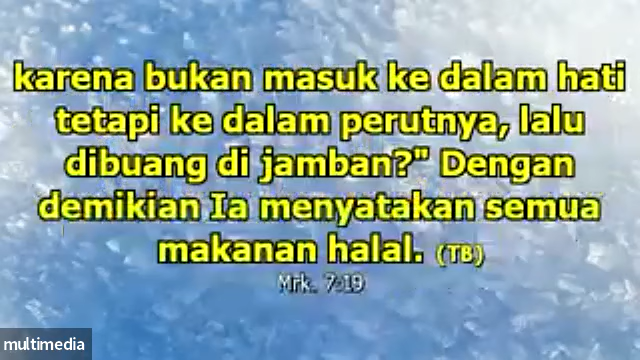 karena bukan masuk ke dalam hati
tetapi ke dalam perutnya, lalu
dibuang di jamban?" Dengan
demikian Ia menyatakan semua
makanan halal. (TB)
Mrk. 7:19
multimedia